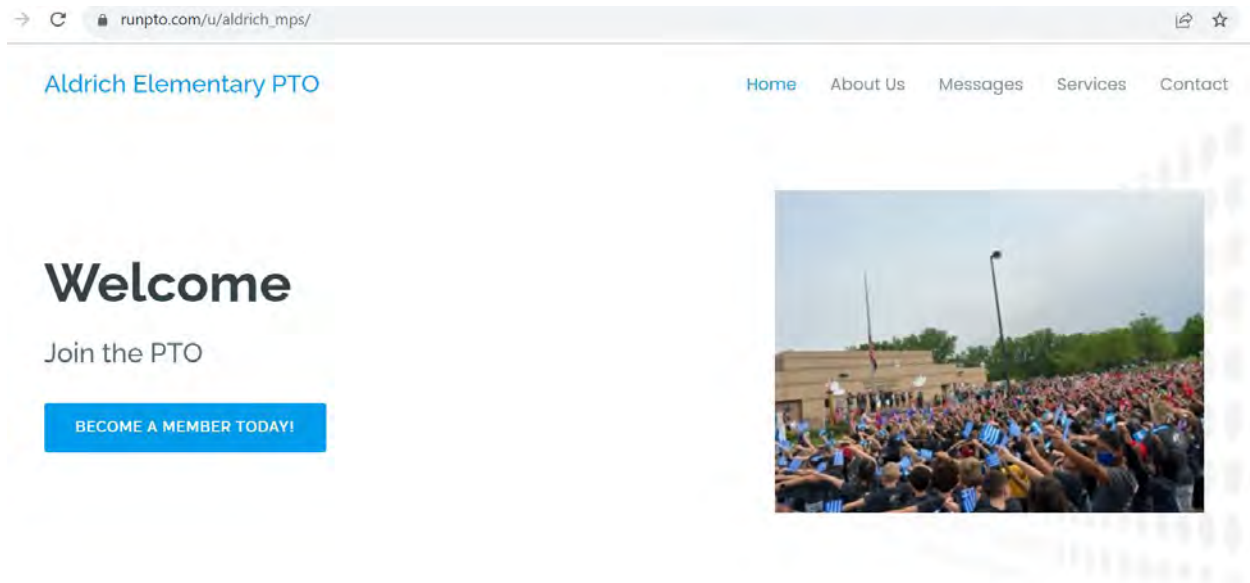 runpto.com/u/aldrich_mps/
Aldrich Elementary PTO
Home About Us Messages Services Contact
Welcome
Join the PTO
BECOME A MEMBER TODAY!